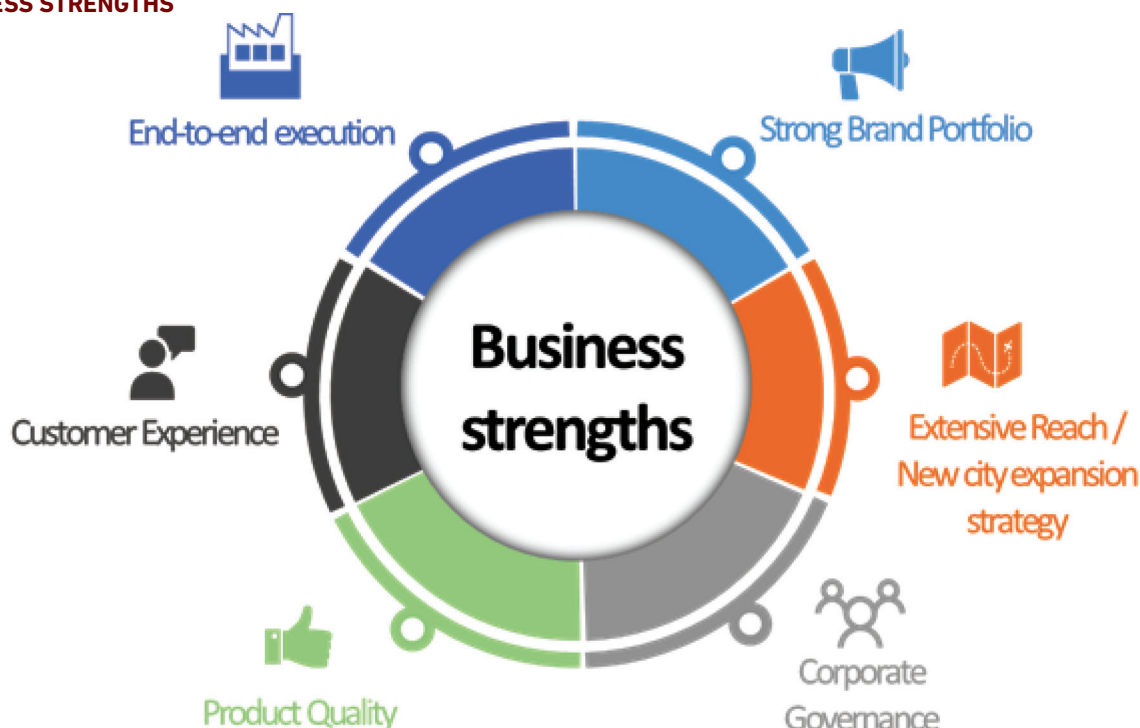 ESS STRENGTHS
End-to-end execution
Strong Brand Portfolio
Business
strengths
Customer Experience
Extensive Reach /
New city expansion
strategy
Product Quality
Corporate
Governance